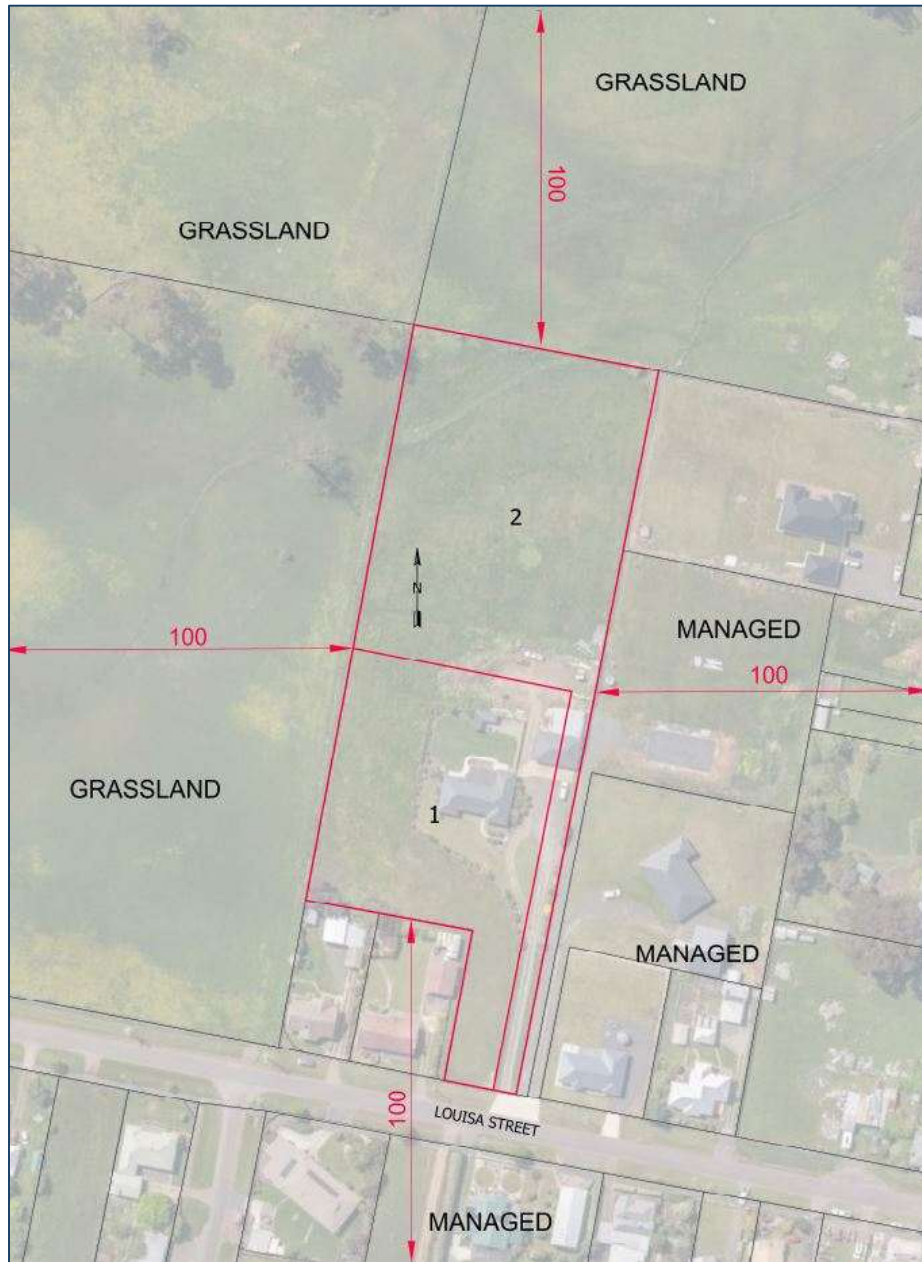 GRASSLAND
100
GRASSLAND
2
N
100
MANAGED
100
GRASSLAND
1
MANAGED
100
LOUISA STREET
MANAGED